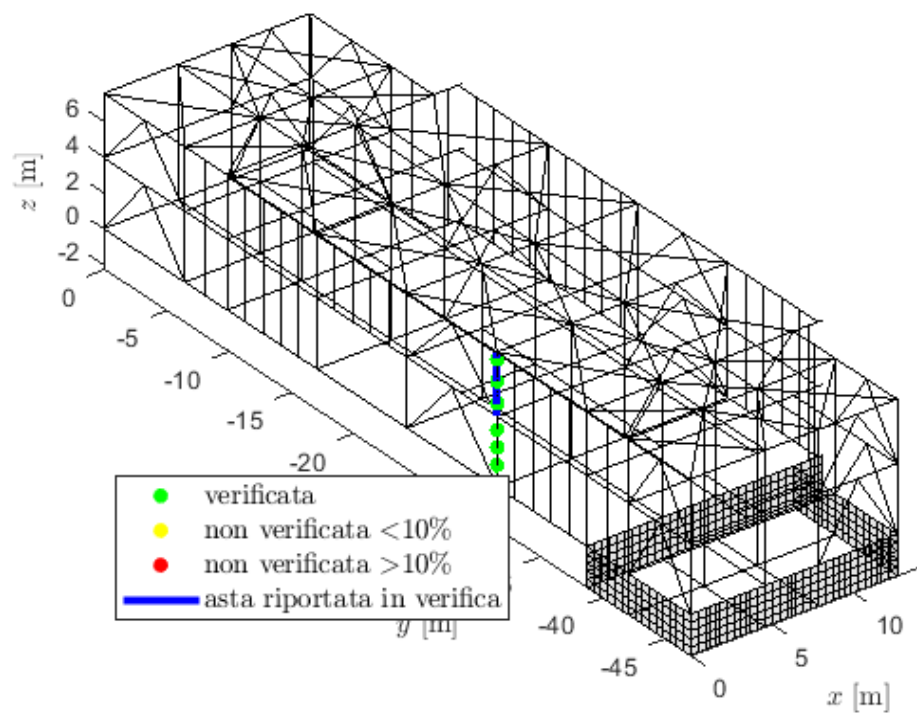 6
4
2
0
-2
z [m]
0
-5
-10
-15
-20
-40
-45
y [m]
0
5
10
x [m]
verificata
non verificata <10%
non verificata >10%
asta riportata in verifica